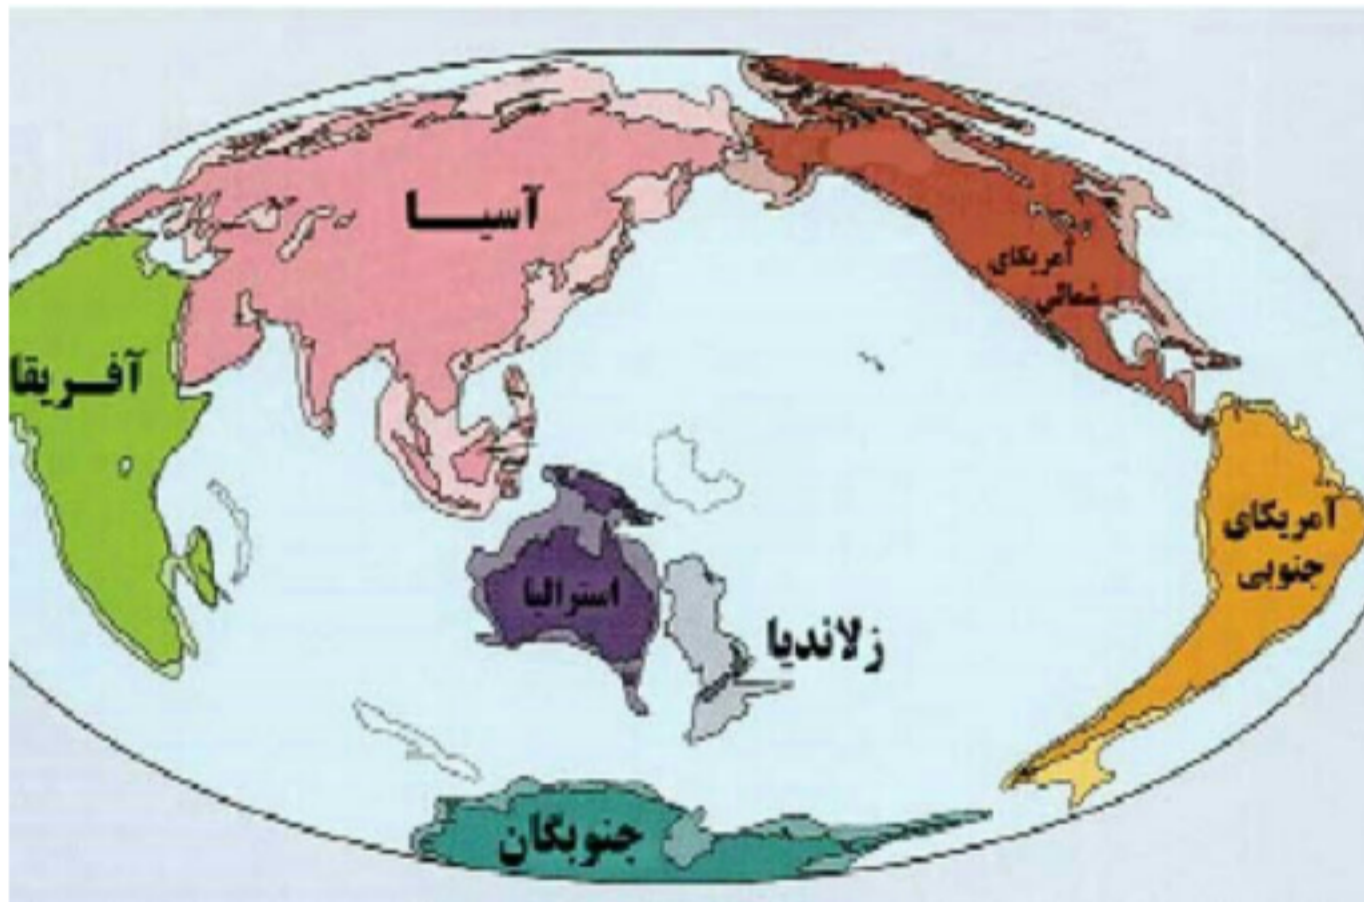 آسیا
آمریکای
شمالی
آفریقا
آمریکای
جنوبی
استرالیا
زلاندیا
جنوبگان